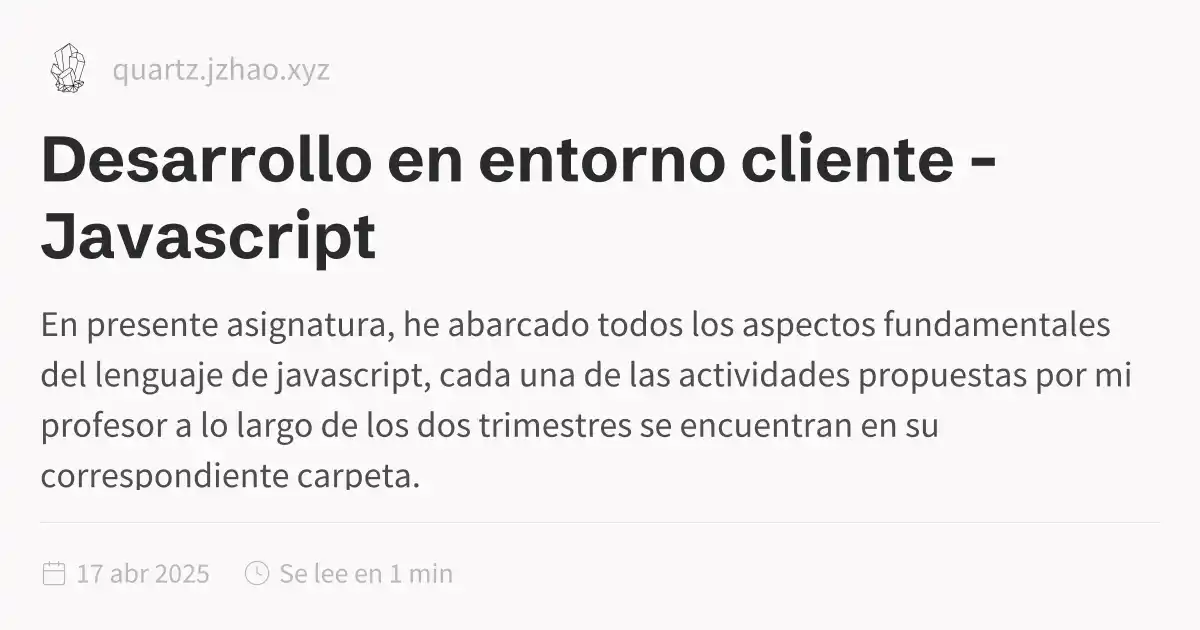 quartz.jzhao.xyz
Desarrollo en entorno cliente -
Javascript
En presente asignatura, he abarcado todos los aspectos fundamentales
del lenguaje de javascript, cada una de las actividades propuestas por mi
profesor a lo largo de los dos trimestres se encuentran en su
correspondiente carpeta.
17 abr 2025 Se lee en 1 min